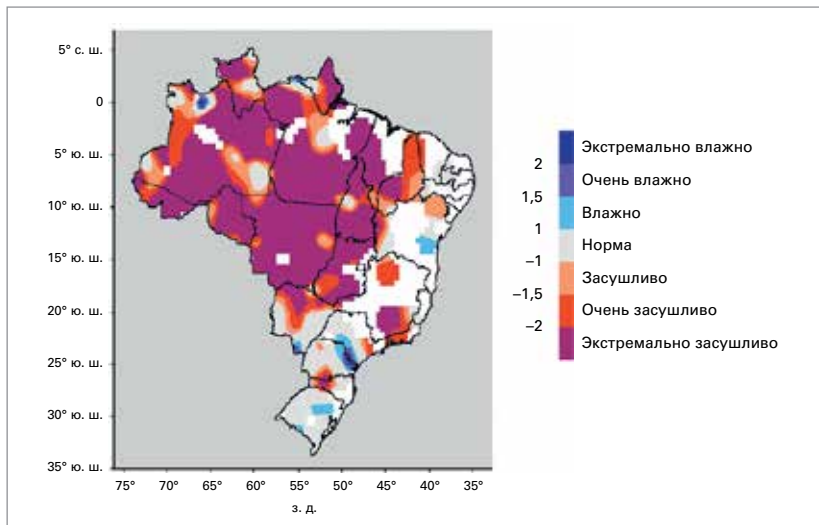 5° с. ш.
0
5° ю. ш.
10° ю. ш.
15° ю. ш.
20° ю. ш.
25° ю. ш.
30° ю. ш.
35° ю. ш.
75° 70° 65° 60° 55° 50° 45° 40° 35°
з. д.
Экстремально влажно
2
Очень влажно
1,5
Влажно
1
Норма
–1
Засушливо
–1,5
Очень засушливо
–2
Экстремально засушливо